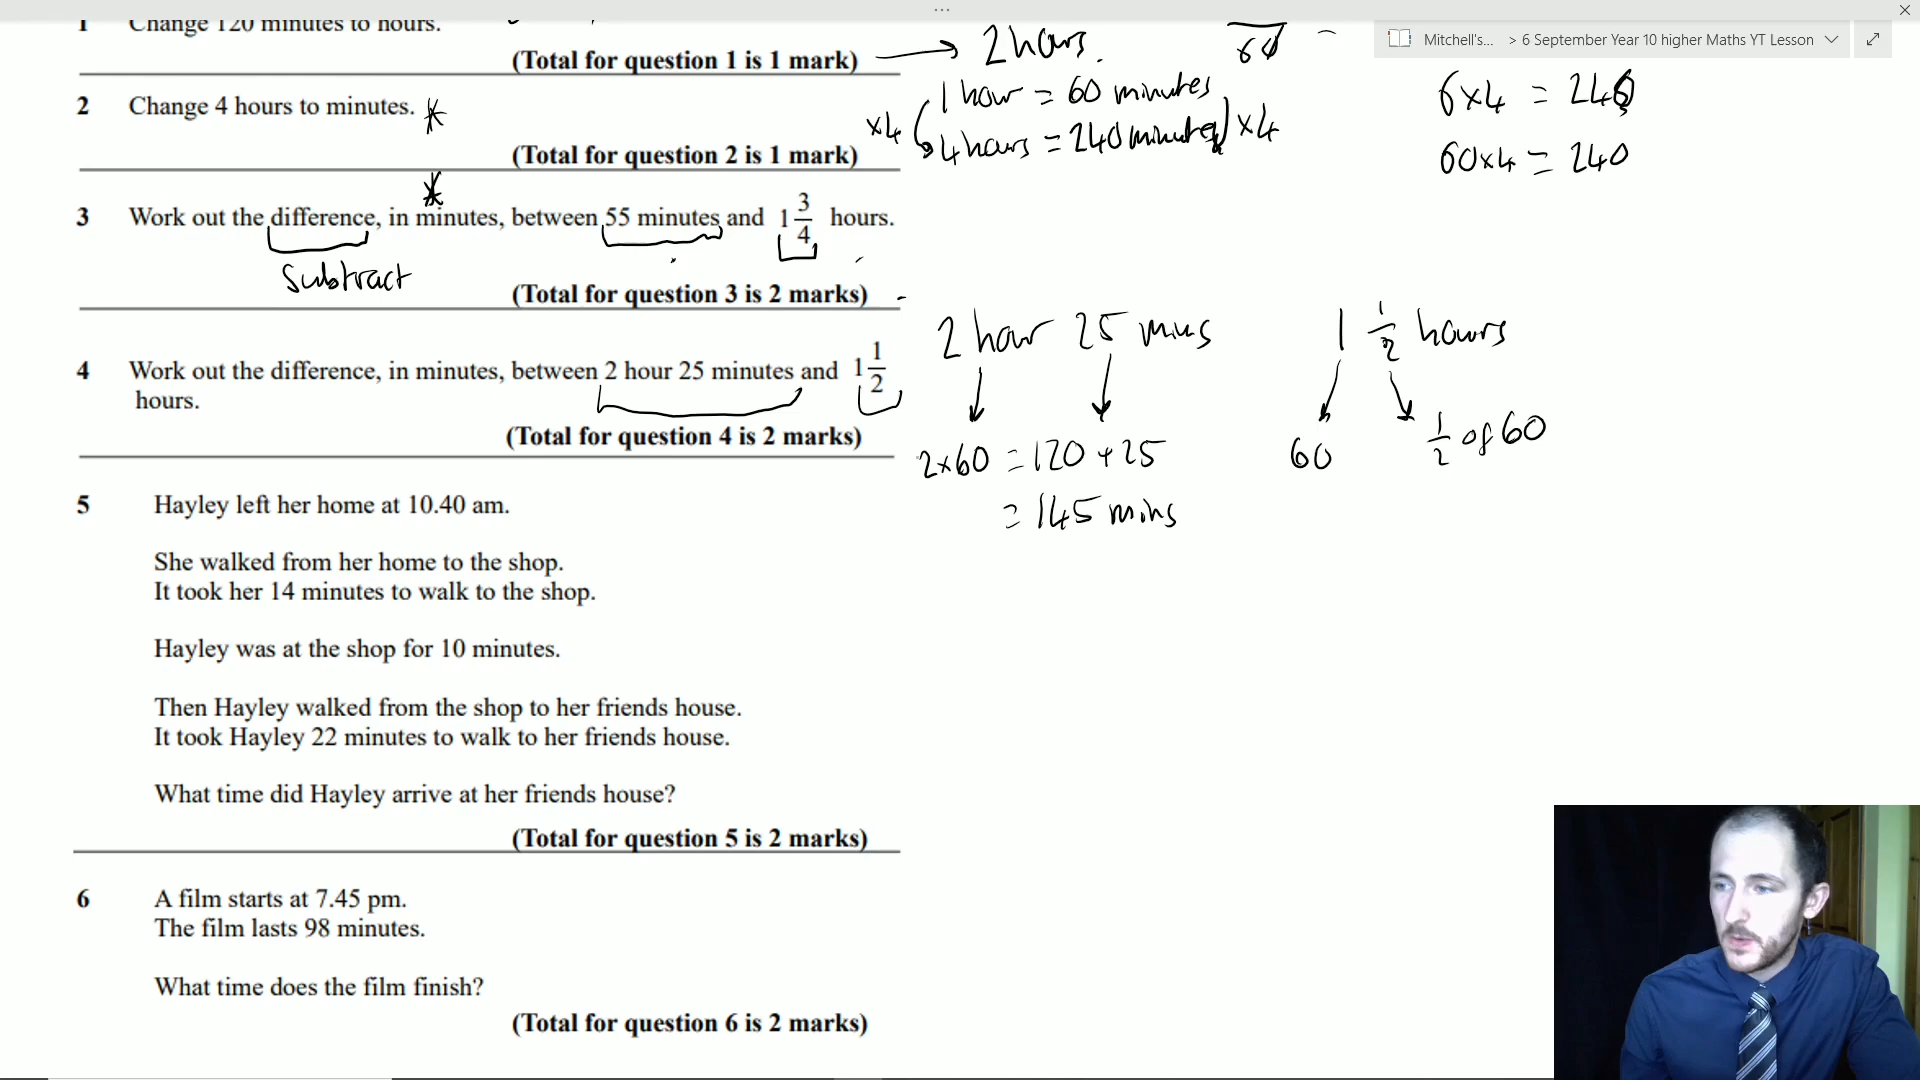 Mitchell's... > 6 September Year 10 higher Maths YT Lesson
1 Change 120 minutes to hours.
(Total for question 1 is 1 mark)
2 hours.
60
2 Change 4 hours to minutes.
1 hour = 60 minutes
×4 4 hours = 240 minutes ×4
6×4 = 24
60×4 = 240
(Total for question 2 is 1 mark)
3 Work out the difference, in minutes, between 55 minutes and 1 3/4 hours.
Subtract
(Total for question 3 is 2 marks)
4 Work out the difference, in minutes, between 2 hour 25 minutes and 1 1/2
hours.
(Total for question 4 is 2 marks)
2 hour 25 mins
2×60 = 120 + 25
= 145 mins
1 1/2 hours
60 1/2 of 60
5 Hayley left her home at 10.40 am.
She walked from her home to the shop.
It took her 14 minutes to walk to the shop.
Hayley was at the shop for 10 minutes.
Then Hayley walked from the shop to her friends house.
It took Hayley 22 minutes to walk to her friends house.
What time did Hayley arrive at her friends house?
(Total for question 5 is 2 marks)
6 A film starts at 7.45 pm.
The film lasts 98 minutes.
What time does the film finish?
(Total for question 6 is 2 marks)